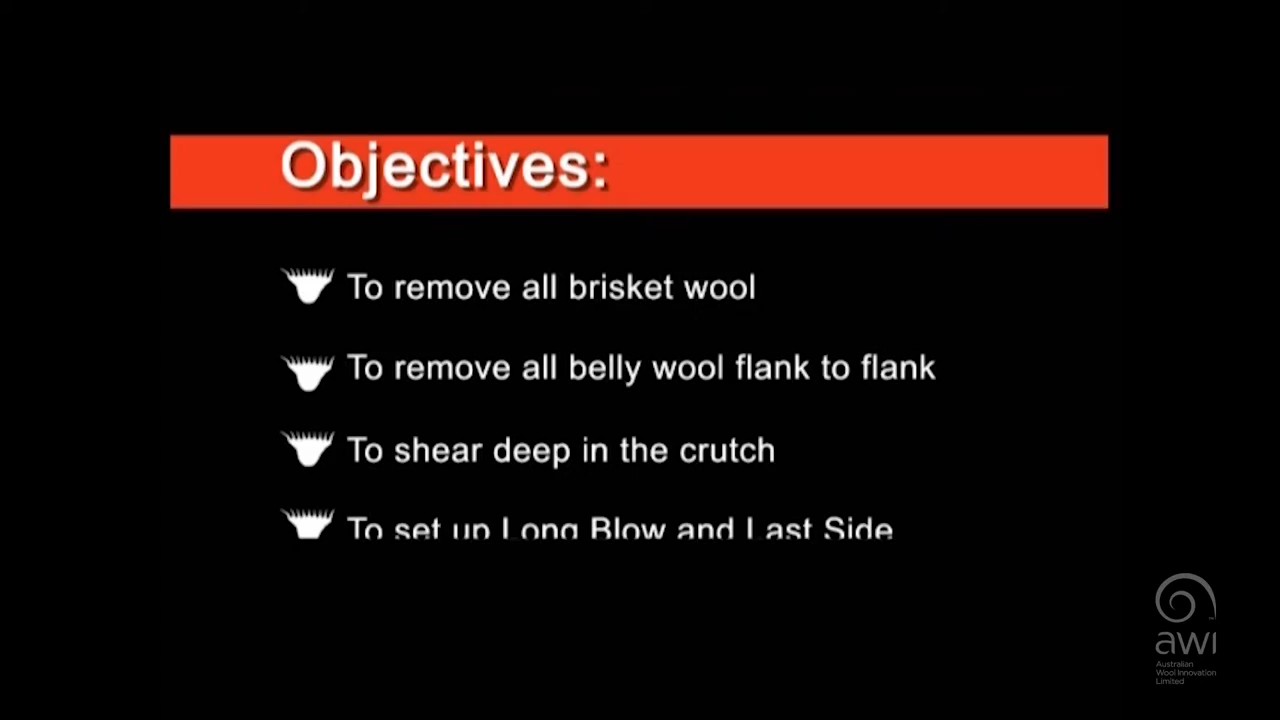 Objectives:
To remove all brisket wool
To remove all belly wool flank to flank
To shear deep in the crutch
To set up Long Blow and Last Side
awi
Australian
Wool Innovation
Limited